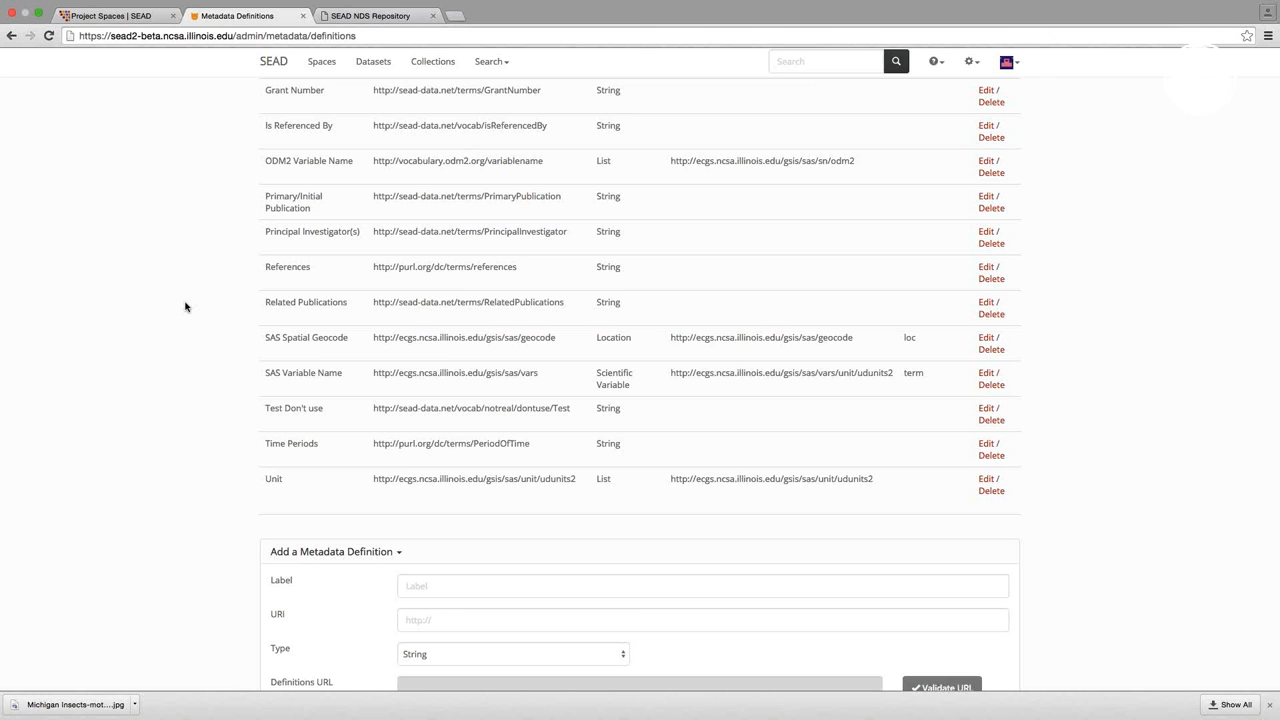 Project Spaces | SEAD
Metadata Definitions
SEAD NDS Repository
https://sead2-beta.ncsa.illinois.edu/admin/metadata/definitions
SEAD Spaces Datasets Collections Search Search
Grant Number http://sead-data.net/terms/GrantNumber String Edit /
Delete
Is Referenced By http://sead-data.net/vocab/isReferencedBy String Edit /
Delete
ODM2 Variable Name http://vocabulary.odm2.org/variablename List http://ecgs.ncsa.illinois.edu/gsis/sas/sn/odm2 Edit /
Delete
Primary/Initial http://sead-data.net/terms/PrimaryPublication String Edit /
Publication Delete
Principal Investigator(s) http://sead-data.net/terms/PrincipalInvestigator String Edit /
Delete
References http://purl.org/dc/terms/references String Edit /
Delete
Related Publications http://sead-data.net/terms/RelatedPublications String Edit /
Delete
SAS Spatial Geocode http://ecgs.ncsa.illinois.edu/gsis/sas/geocode Location http://ecgs.ncsa.illinois.edu/gsis/sas/geocode loc Edit /
Delete
SAS Variable Name http://ecgs.ncsa.illinois.edu/gsis/sas/vars Scientific http://ecgs.ncsa.illinois.edu/gsis/sas/vars/unit/udunits2 term Edit /
Variable Delete
Test Don't use http://sead-data.net/vocab/notreal/dontuse/Test String Edit /
Delete
Time Periods http://purl.org/dc/terms/PeriodOfTime String Edit /
Delete
Unit http://ecgs.ncsa.illinois.edu/gsis/sas/unit/udunits2 List http://ecgs.ncsa.illinois.edu/gsis/sas/unit/udunits2 Edit /
Delete
Add a Metadata Definition
Label Label
URI http://
Type String
Definitions URL Validate URL
Michigan Insects-mot....jpg Show All